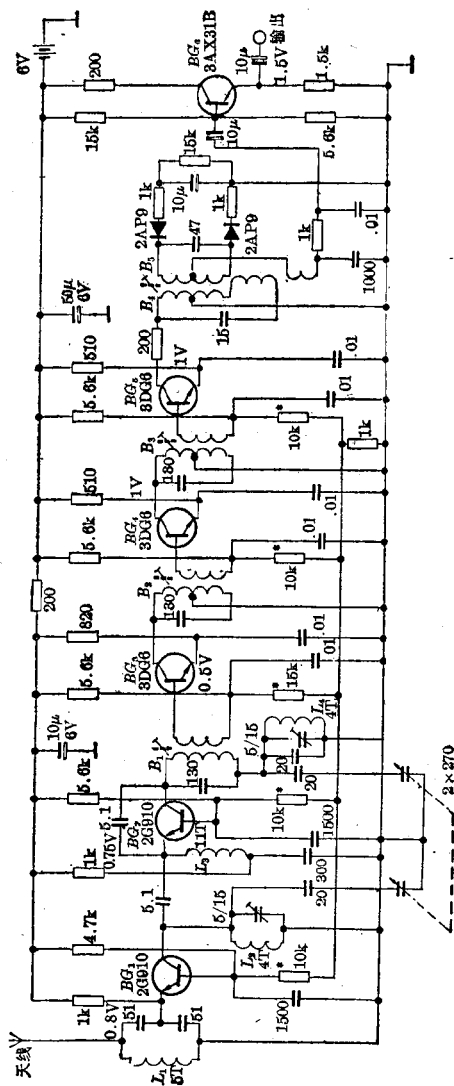 天线
L₁
5T
0.8V
51
51
1k
BG₁
2G910
4.7k
1500
*
10k
L₂
4T
5/15
5.1
20
1k
0.75V
5.1
BG₂
2G910
11T
L₃
300
1500
*
10k
5.6k
10μ
6V
B₁
130
20
20
5/15
L₄
4T
2×270
5.6k
820
BG₃
3DG6
0.5V
*
15k
.01
.01
200
B₂
130
5.6k
510
BG₄
3DG6
1V
*
10k
.01
.01
B₃
130
5.6k
510
BG₅
3DG6
1V
*
10k
1k
.01
.01
50μ
6V
200
15
B₄
B₅
47
2AP9
2AP9
1k
1k
10μ
15k
1k
1000
.01
10μ
15k
200
BG₆
3AX31B
5.6k
1.5k
10μ
1.5V
输出
6V